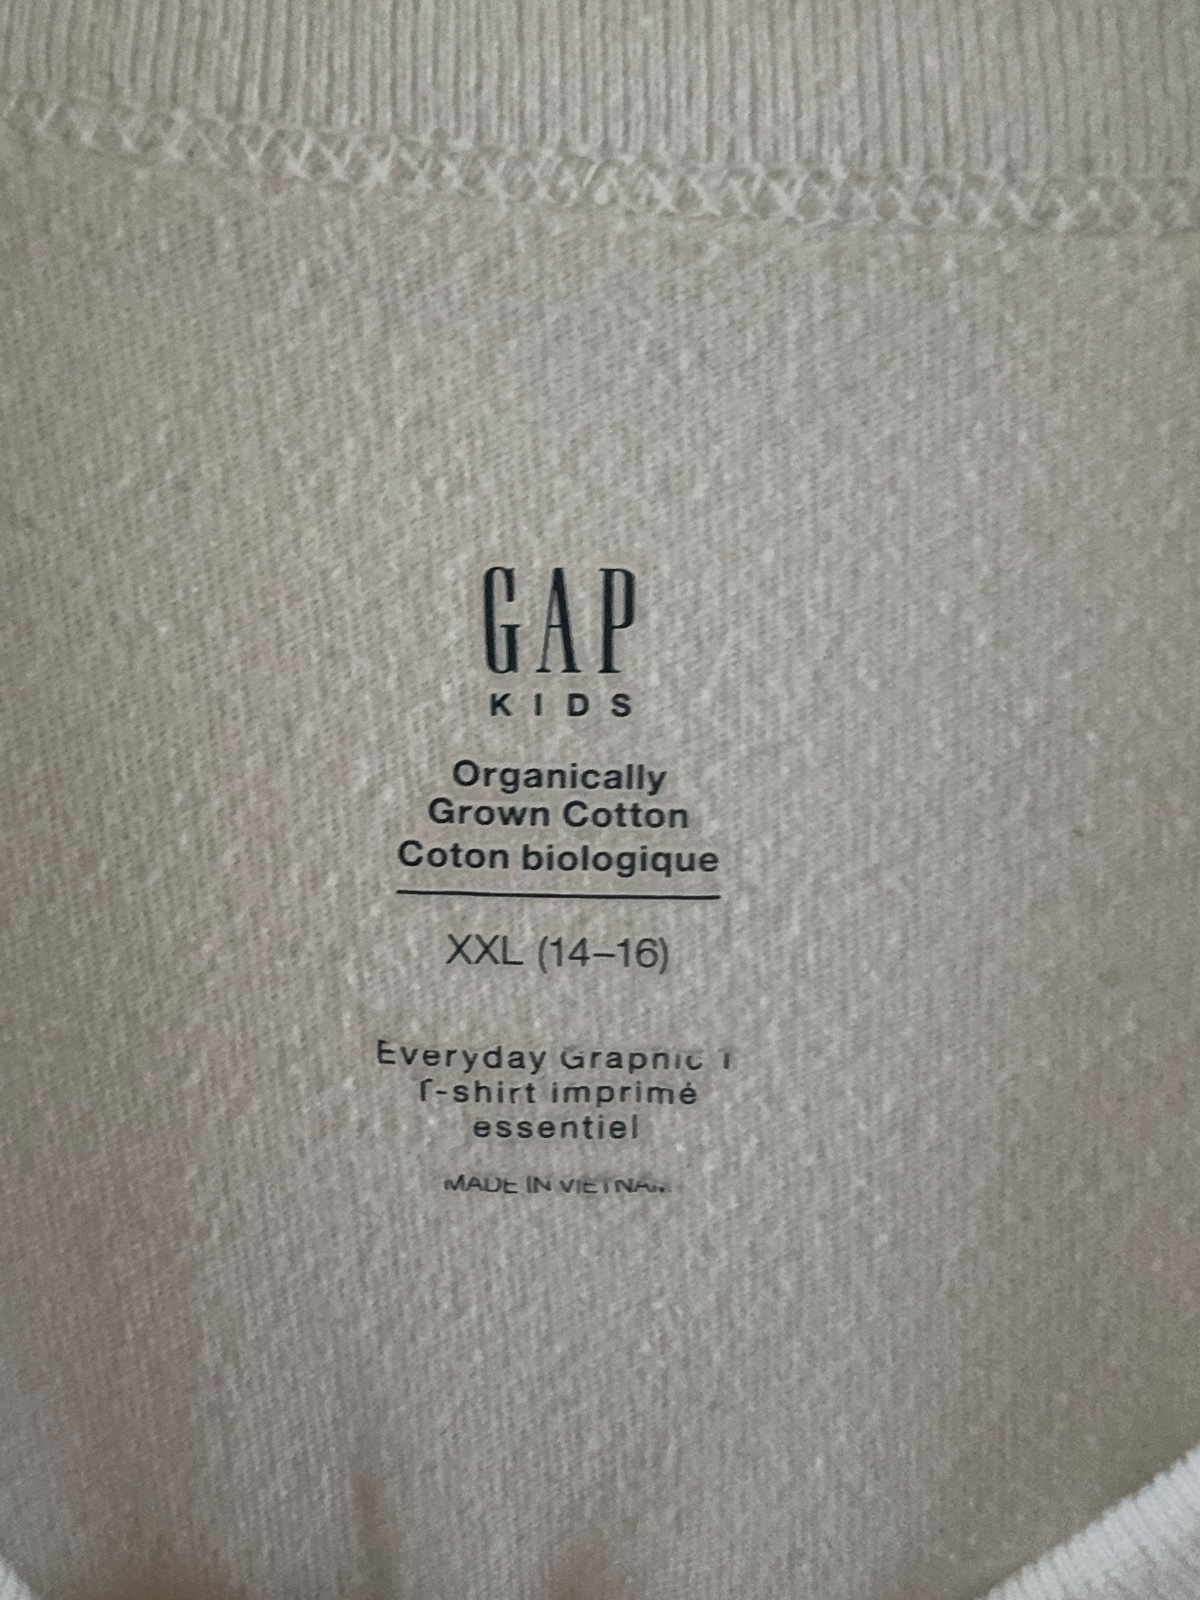 GAP
KIDS
Organically
Grown Cotton
Coton biologique
XXL (14–16)
Everyday Graphic T
T-shirt imprimé
essentiel
MADE IN VIETNAM